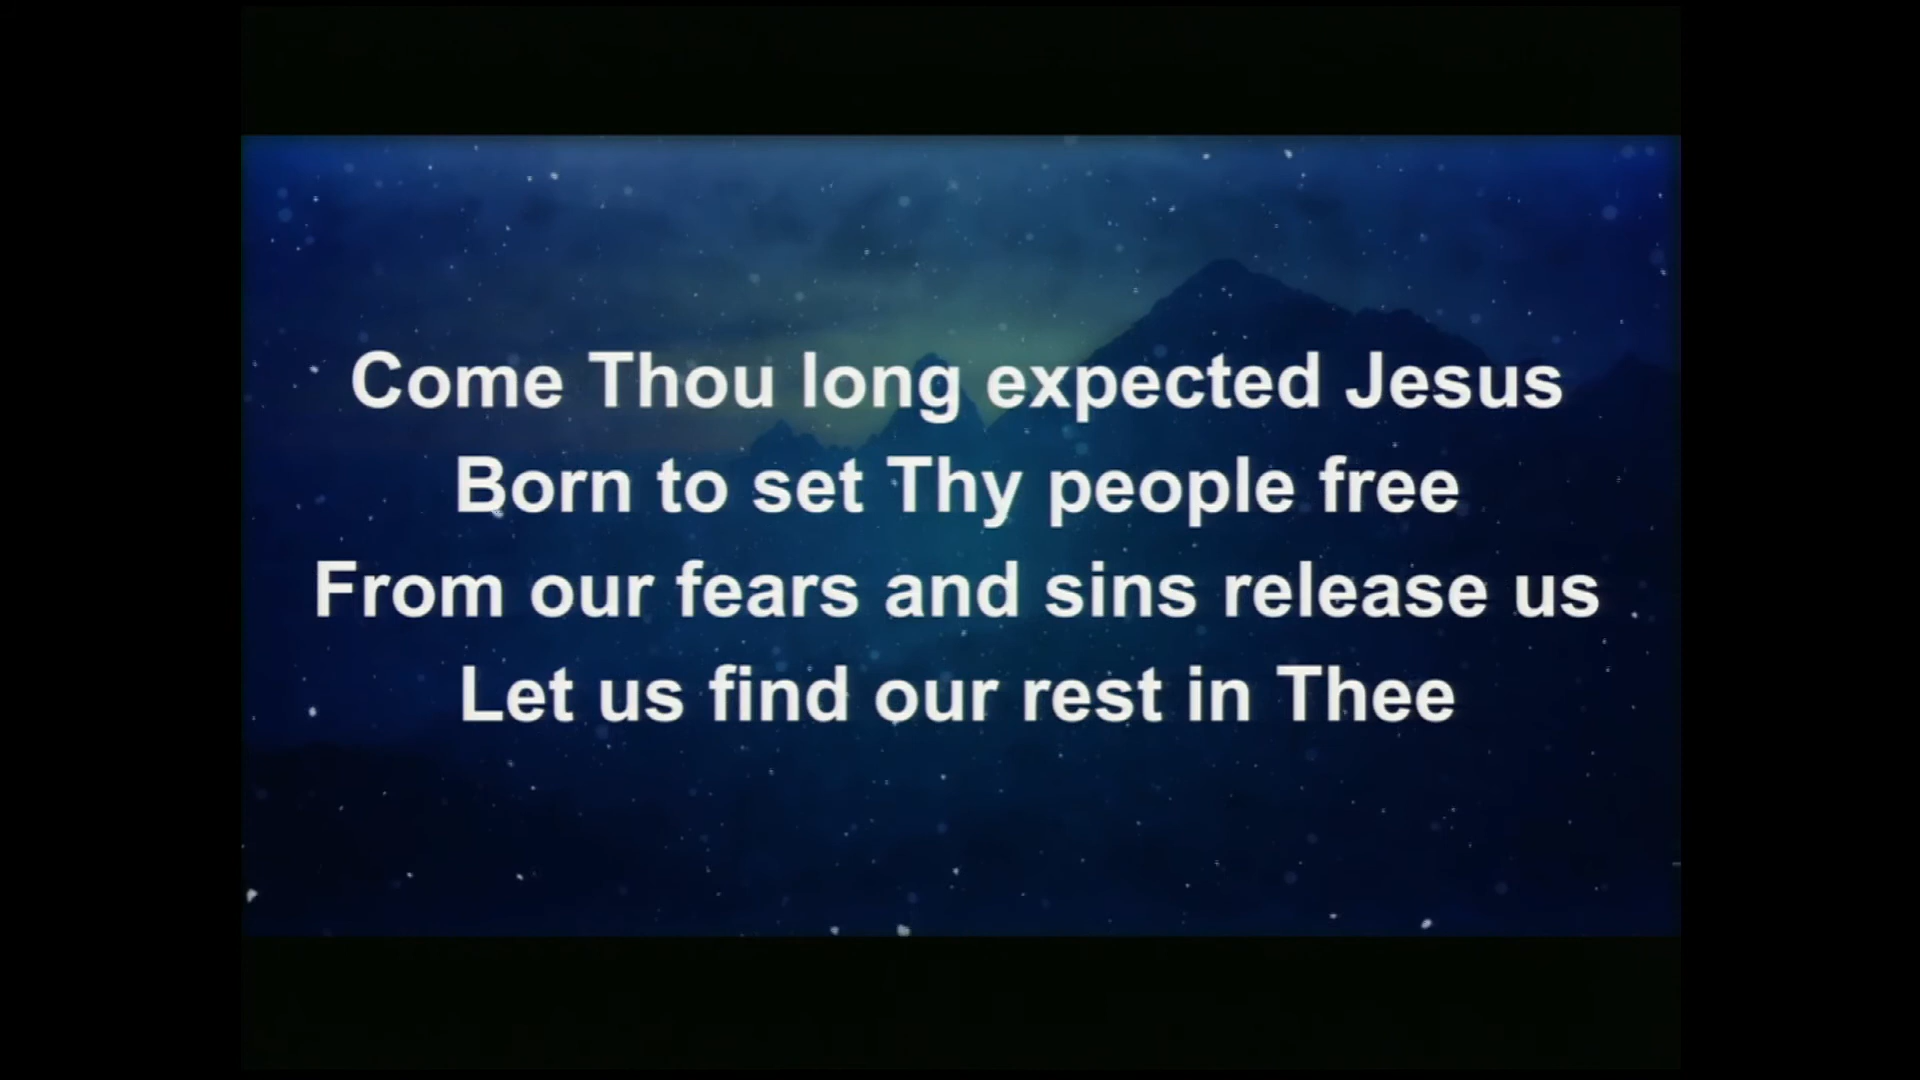 Come Thou long expected Jesus
Born to set Thy people free
From our fears and sins release us
Let us find our rest in Thee